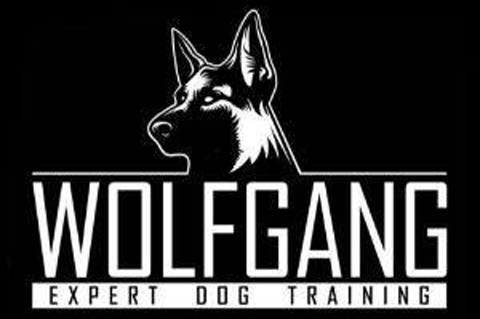 WOLFGANG
EXPERT DOG TRAINING